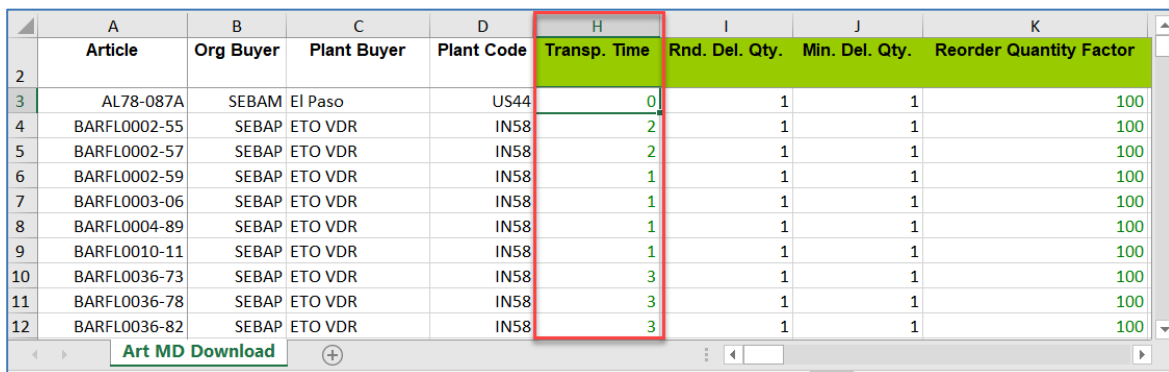 A B C D H I J K
Article Org Buyer Plant Buyer Plant Code Transp. Time Rnd. Del. Qty. Min. Del. Qty. Reorder Quantity Factor
2
3 AL78-087A SEBAM El Paso US44 0 1 1 100
4 BARFL0002-55 SEBAP ETO VDR IN58 2 1 1 100
5 BARFL0002-57 SEBAP ETO VDR IN58 2 1 1 100
6 BARFL0002-59 SEBAP ETO VDR IN58 1 1 1 100
7 BARFL0003-06 SEBAP ETO VDR IN58 1 1 1 100
8 BARFL0004-89 SEBAP ETO VDR IN58 1 1 1 100
9 BARFL0010-11 SEBAP ETO VDR IN58 1 1 1 100
10 BARFL0036-73 SEBAP ETO VDR IN58 3 1 1 100
11 BARFL0036-78 SEBAP ETO VDR IN58 3 1 1 100
12 BARFL0036-82 SEBAP ETO VDR IN58 3 1 1 100
Art MD Download